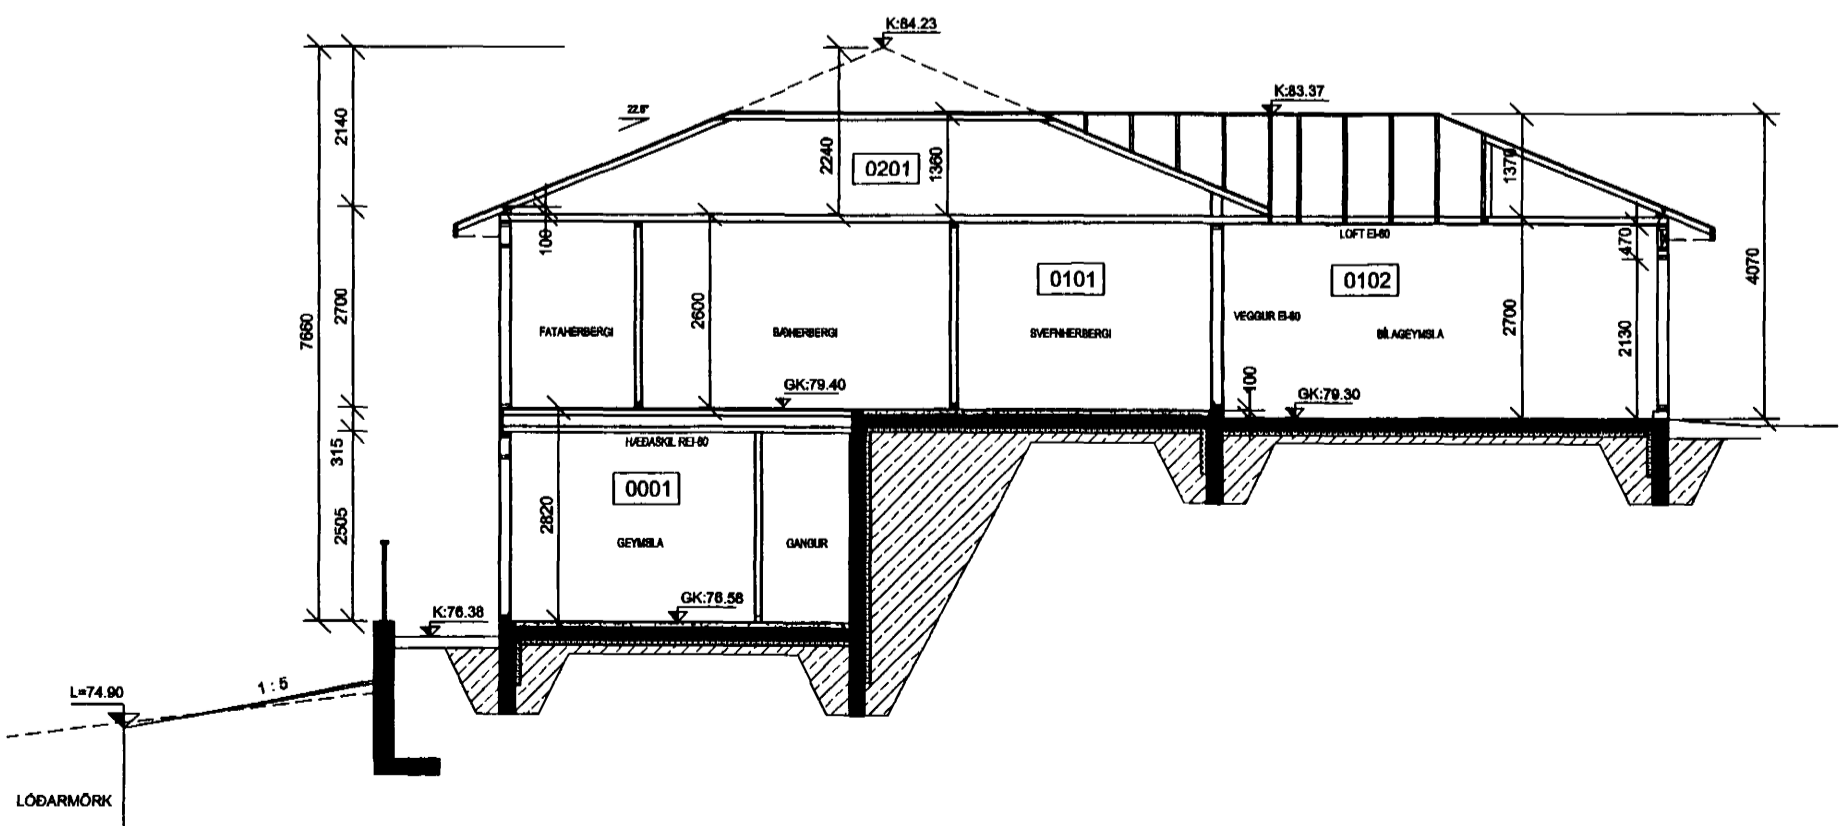 K:84.23
K:83.37
22.6°
2140
2240
1360
1370
0201
100
LOFT EI-60
470
4070
0101
0102
7660
2700
2600
VEGGUR EI-60
2700
2130
FATAHERBERGI
BAÐHERBERGI
SVEFNHERBERGI
BÍLAGEYMSLA
GK:79.40
100
GK:79.30
315
HÆÐASKIL REI-60
0001
2505
2820
GEYMSLA
GANGUR
K:76.38
GK:76.58
L=74.90
1 : 5
LÓÐARMÖRK